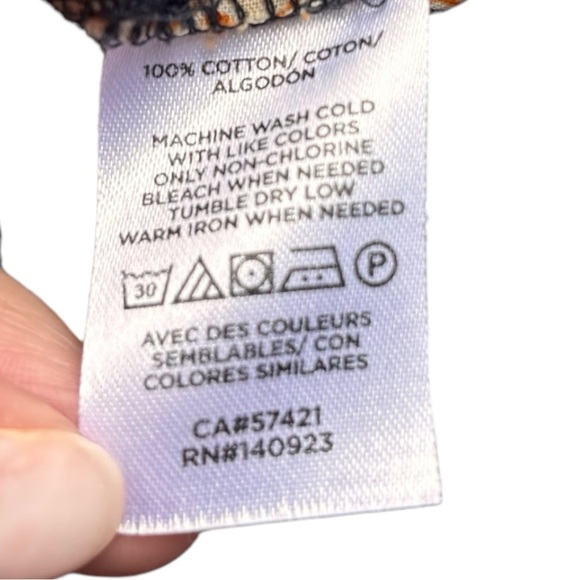 100% COTTON/ COTON/
ALGODÓN
MACHINE WASH COLD
WITH LIKE COLORS
ONLY NON-CHLORINE
BLEACH WHEN NEEDED
TUMBLE DRY LOW
WARM IRON WHEN NEEDED
30 P
AVEC DES COULEURS
SEMBLABLES/ CON
COLORES SIMILARES
CA#57421
RN#140923